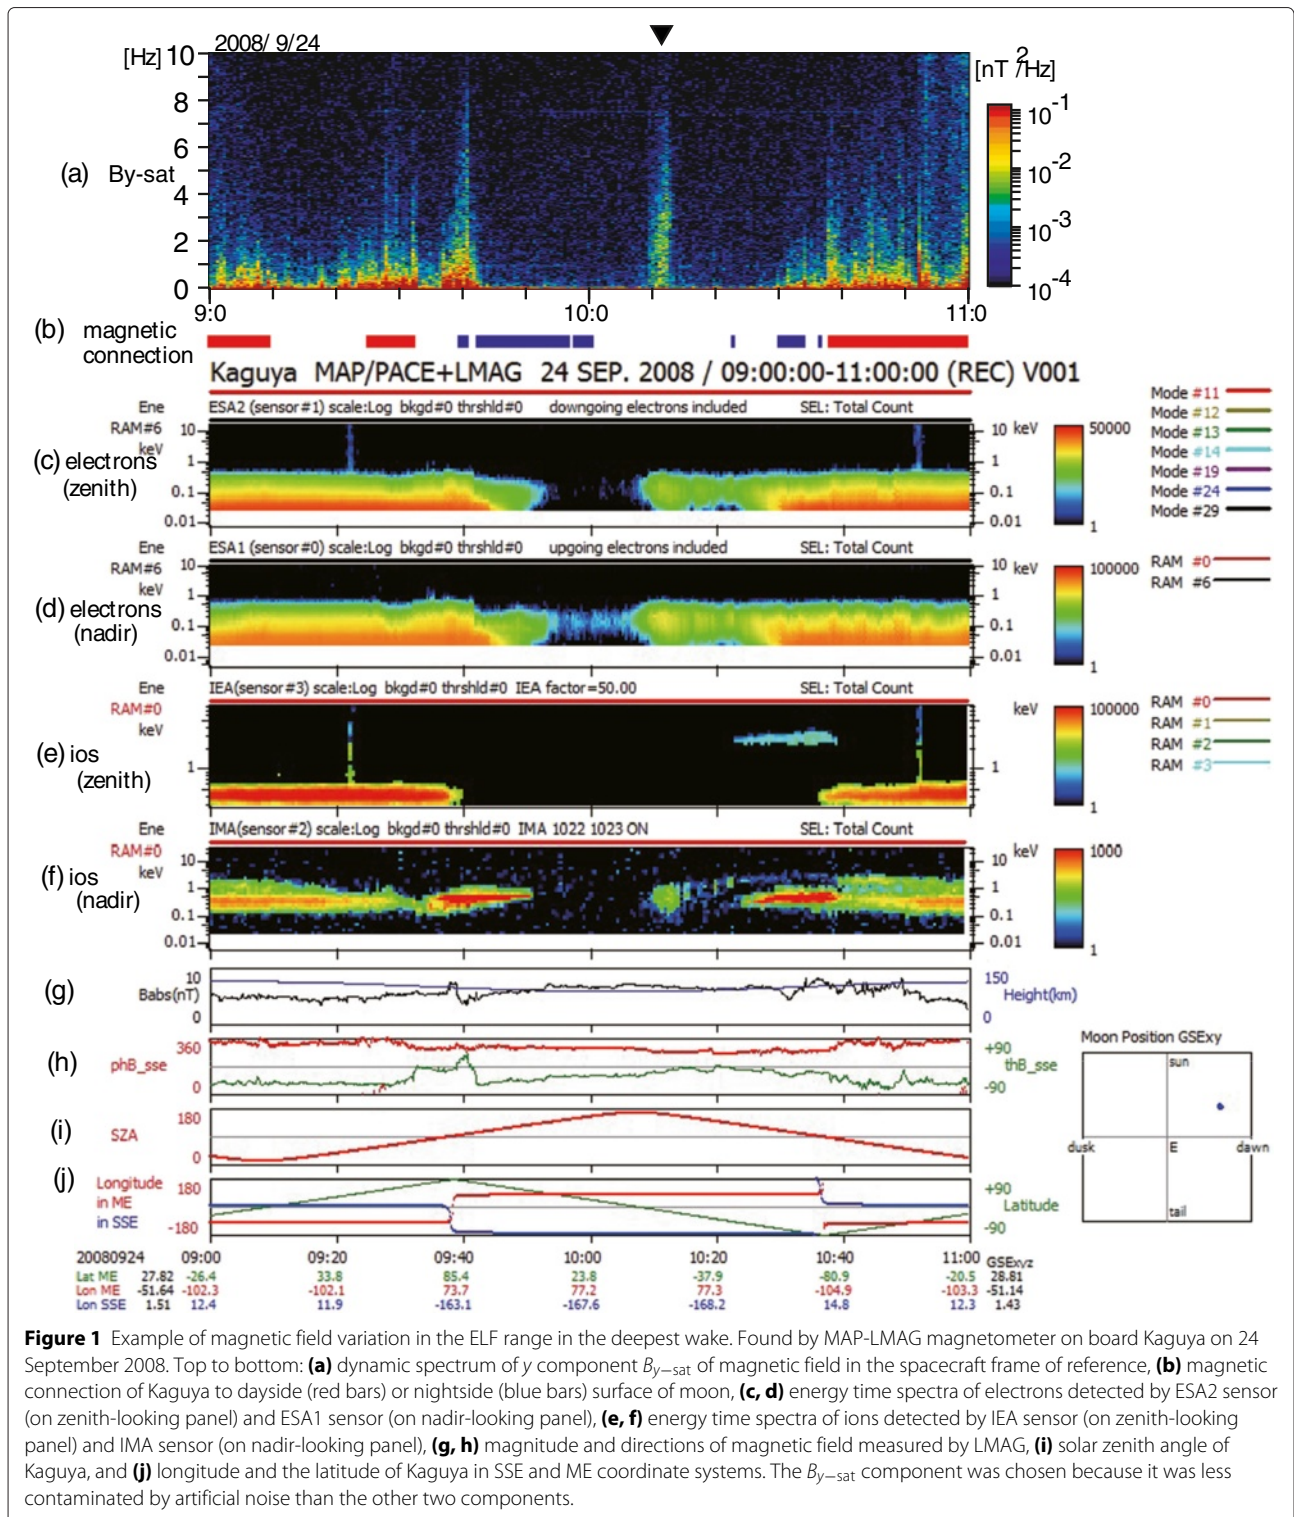 2008/ 9/24
[Hz] 10
8
6
4
2
0
(a) By-sat
[nT²/Hz]
10-1
10-2
10-3
10-4
9:0 10:0 11:0
(b) magnetic
connection
Kaguya MAP/PACE+LMAG 24 SEP. 2008 / 09:00:00-11:00:00 (REC) V001
Mode #11
Mode #12
Mode #13
Mode #14
Mode #19
Mode #24
Mode #29
Ene ESA2 (sensor#1) scale:Log bkgd#0 thrshld#0 downgoing electrons included SEL: Total Count
RAM#6 10 10 keV 50000
keV 1 1
(c) electrons
(zenith) 0.1 0.1
0.01 0.01 1
Ene ESA1 (sensor#0) scale:Log bkgd#0 thrshld#0 upgoing electrons included SEL: Total Count
RAM#6 10 10 keV 100000
keV 1 1
RAM #0
RAM #6
(d) electrons
(nadir) 0.1 0.1
0.01 0.01 1
Ene IEA(sensor#3) scale:Log bkgd#0 thrshld#0 IEA factor=50.00 SEL: Total Count
RAM#0 keV 100000
keV
RAM #0
RAM #1
RAM #2
RAM #3
(e) ios
(zenith) 1 1 1
Ene IMA(sensor#2) scale:Log bkgd#0 thrshld#0 IMA 1022 1023 ON SEL: Total Count
RAM#0 10 10 keV 1000
keV 1 1
(f) ios
(nadir) 0.1 0.1
0.01 0.01 1
(g) Babs(nT) 10 0 150 Height(km) 0
(h) phB_sse 360 0 +90 thB_sse -90
Moon Position GSExy
sun
dusk E dawn
tail
(i) SZA 180 0
(j) Longitude 180 +90
in ME Latitude
in SSE -180 -90
20080924 09:00 09:20 09:40 10:00 10:20 10:40 11:00 GSExyz
Lat ME 27.82 -26.4 33.8 85.4 23.8 -37.9 -80.9 -20.5 28.81
Lon ME -51.64 -102.3 -102.1 73.7 77.2 77.3 -104.9 -103.3 -51.14
Lon SSE 1.51 12.4 11.9 -163.1 -167.6 -168.2 14.8 12.3 1.43
Figure 1 Example of magnetic field variation in the ELF range in the deepest wake. Found by MAP-LMAG magnetometer on board Kaguya on 24
September 2008. Top to bottom: (a) dynamic spectrum of y component By−sat of magnetic field in the spacecraft frame of reference, (b) magnetic
connection of Kaguya to dayside (red bars) or nightside (blue bars) surface of moon, (c, d) energy time spectra of electrons detected by ESA2 sensor
(on zenith-looking panel) and ESA1 sensor (on nadir-looking panel), (e, f) energy time spectra of ions detected by IEA sensor (on zenith-looking
panel) and IMA sensor (on nadir-looking panel), (g, h) magnitude and directions of magnetic field measured by LMAG, (i) solar zenith angle of
Kaguya, and (j) longitude and the latitude of Kaguya in SSE and ME coordinate systems. The By−sat component was chosen because it was less
contaminated by artificial noise than the other two components.